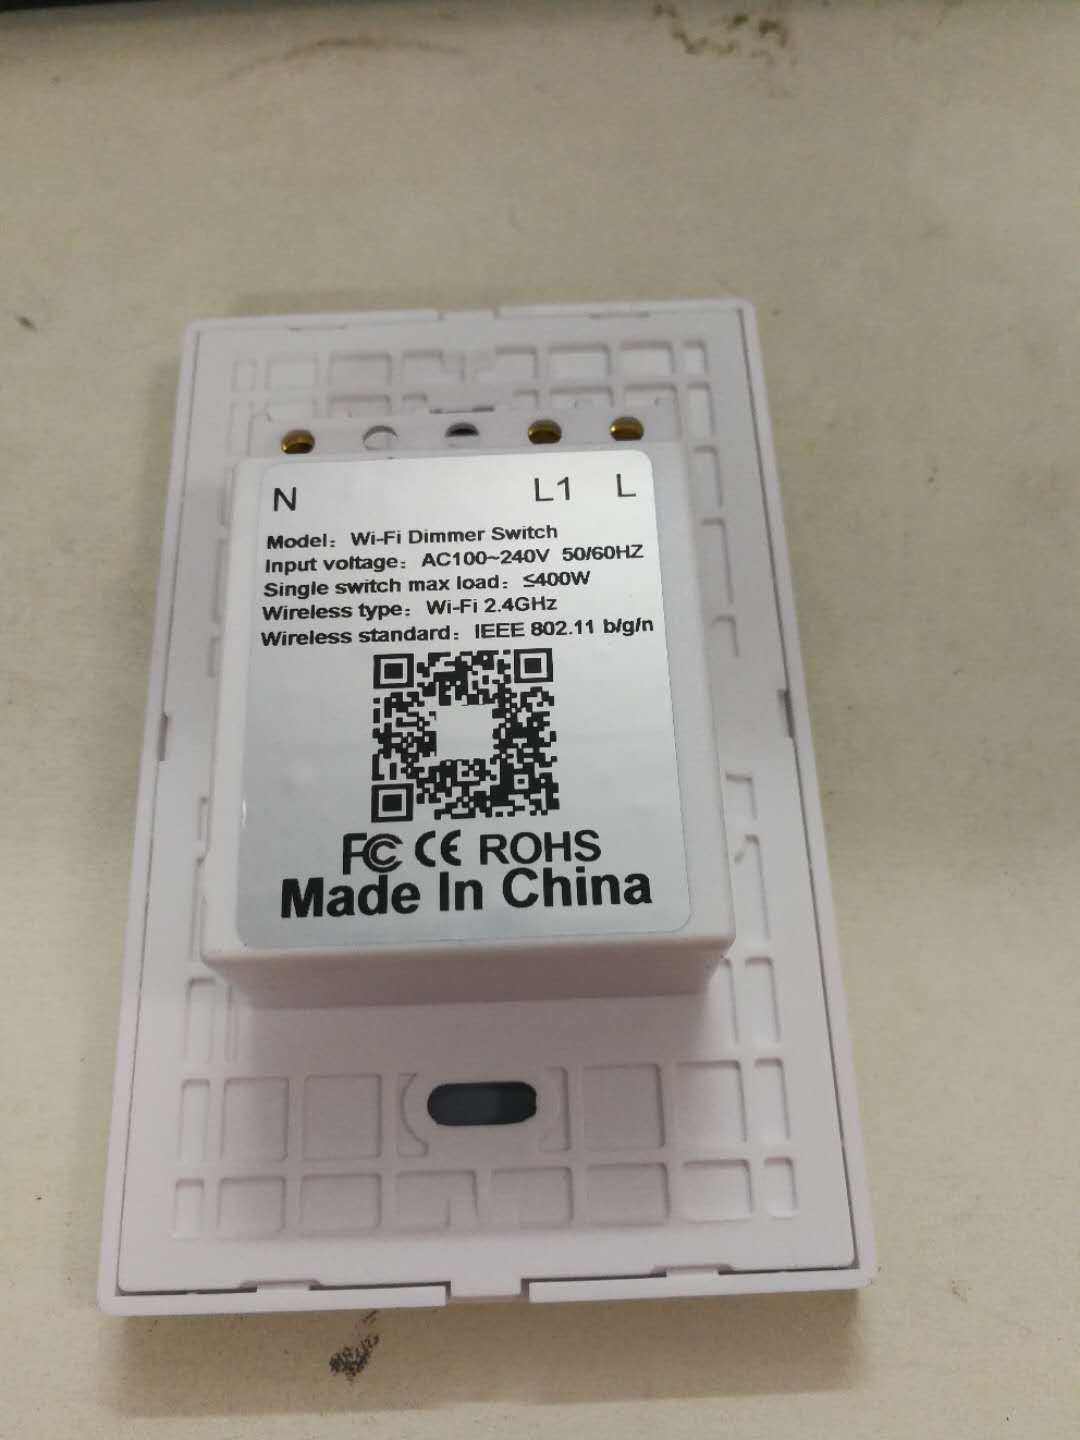 N L1 L
Model：Wi-Fi Dimmer Switch
Input voltage：AC100~240V 50/60HZ
Single switch max load：≤400W
Wireless type：Wi-Fi 2.4GHz
Wireless standard：IEEE 802.11 b/g/n
FC CE ROHS
Made In China